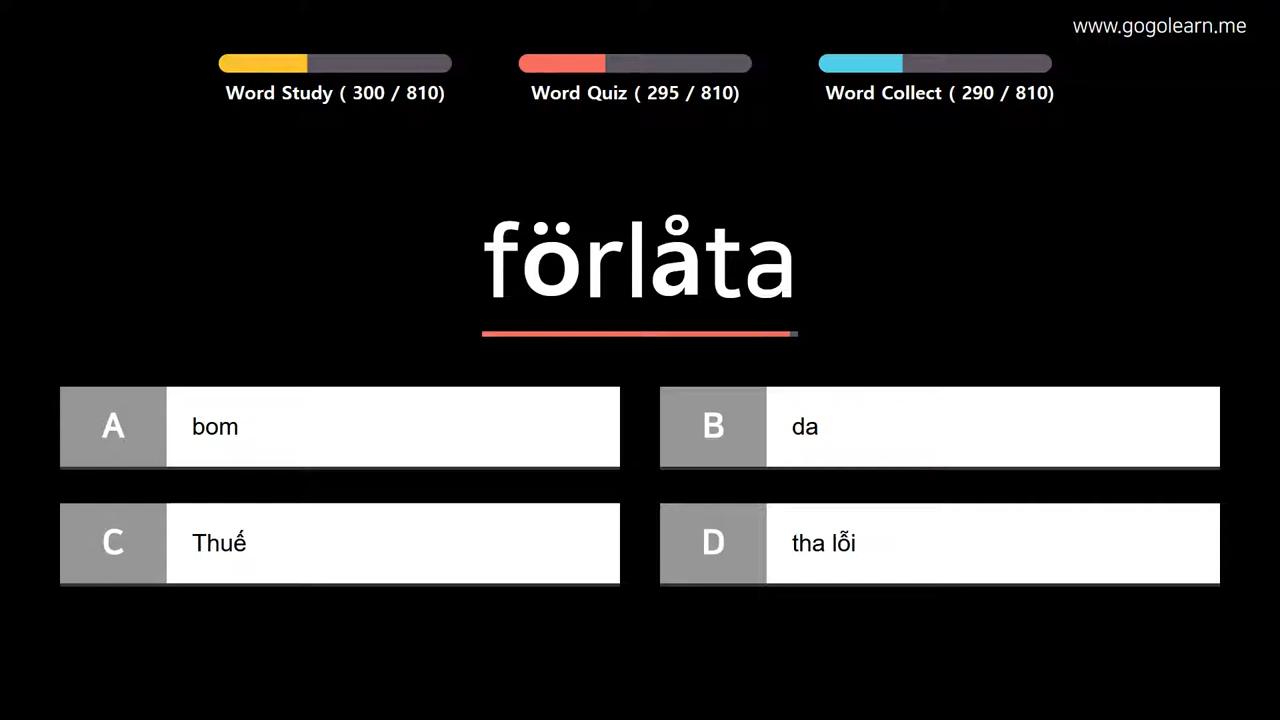 www.gogolearn.me
Word Study ( 300 / 810)
Word Quiz ( 295 / 810)
Word Collect ( 290 / 810)
förlåta
A bom
B da
C Thuế
D tha lỗi